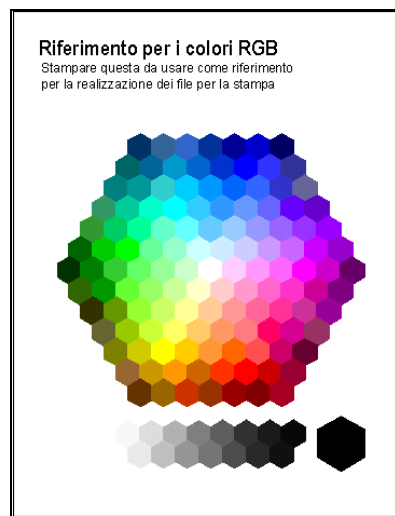 Riferimento per i colori RGB
Stampare questa da usare come riferimento
per la realizzazione dei file per la stampa